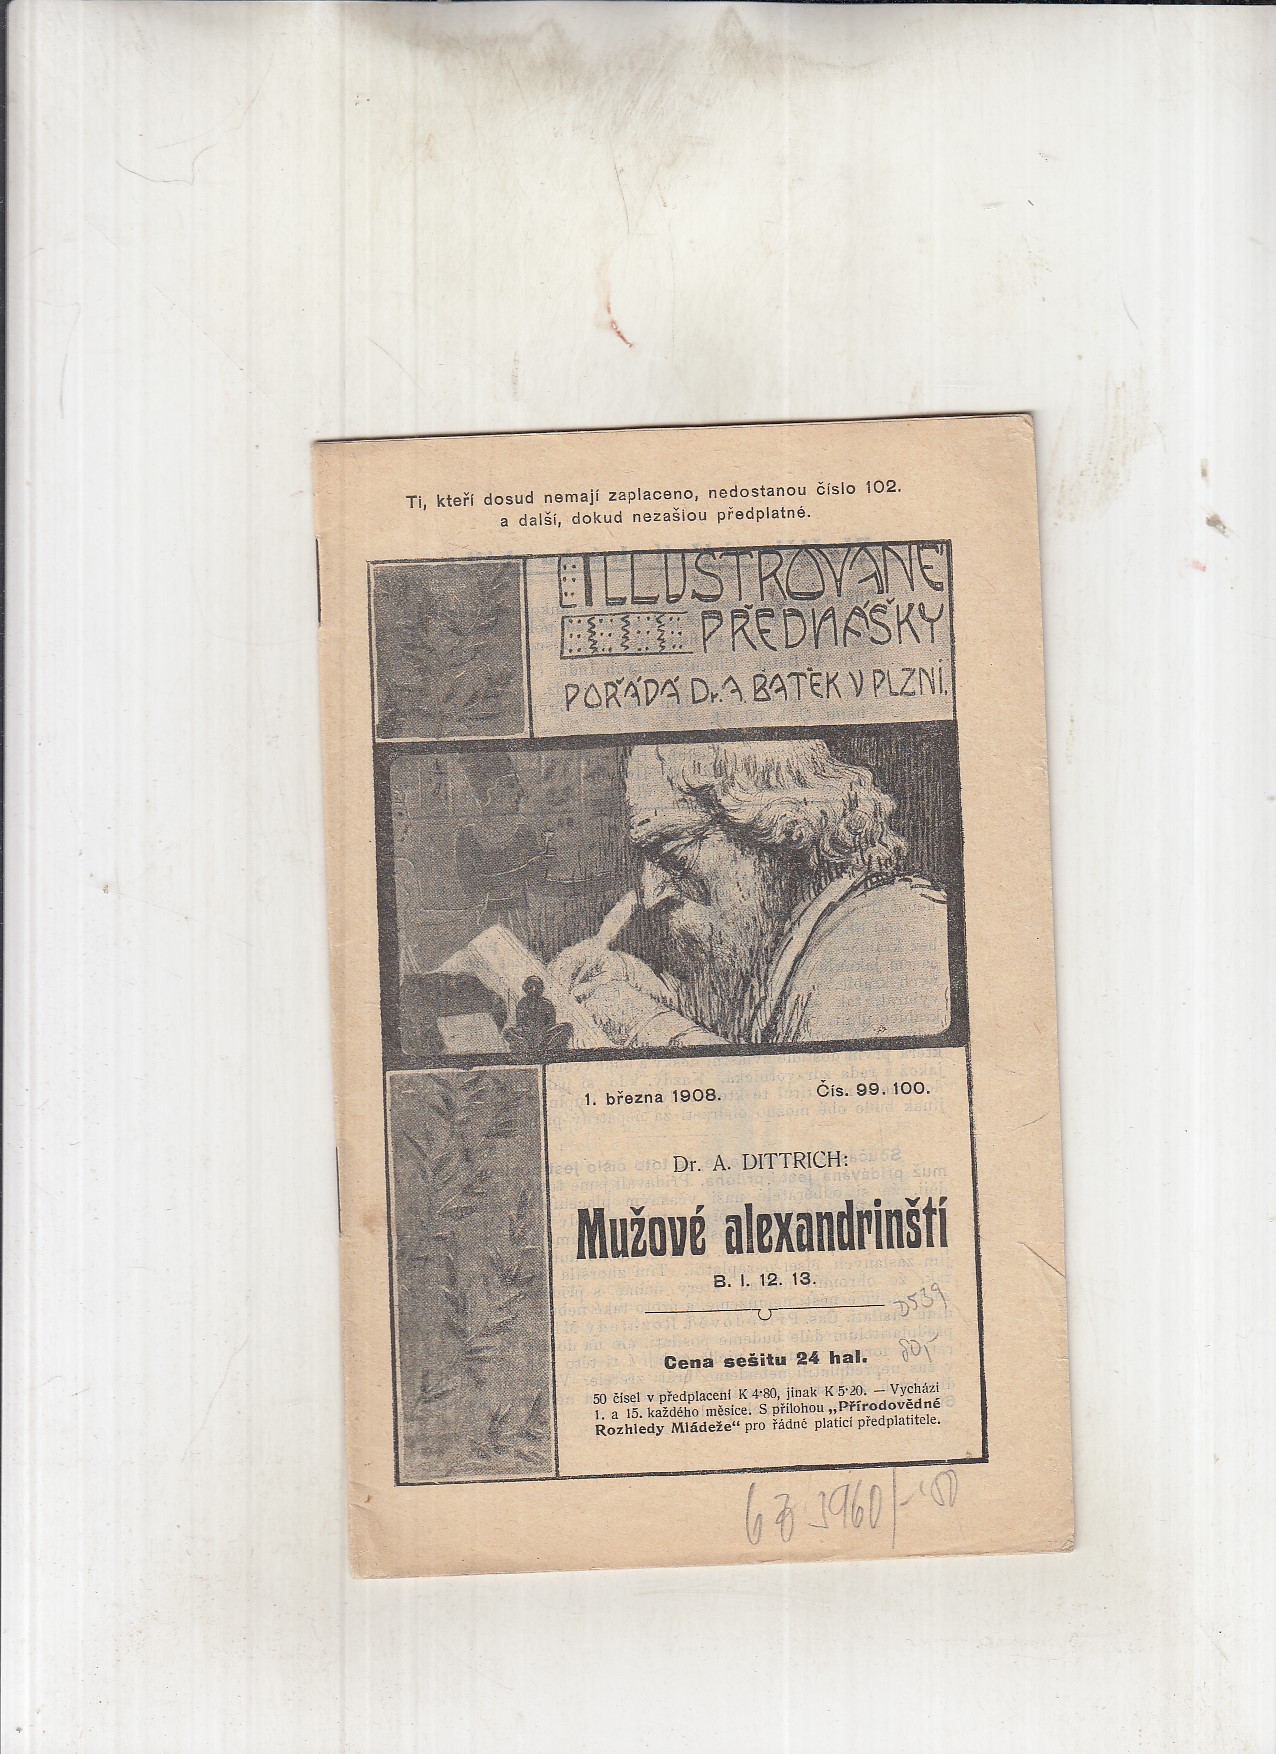 Ti, kteří dosud nemají zaplaceno, nedostanou číslo 102.
a další, dokud nezašlou předplatné.
ILLUSTROVANÉ
PŘEDNÁŠKY
POŘÁDÁ Dr. A. BATĚK V PLZNI.
1. března 1908. Čís. 99. 100.
Dr. A. DITTRICH:
Mužové alexandrinští
B. I. 12. 13.
D539
Cena sešitu 24 hal.
50 čísel v předplacení K 4·80, jinak K 5·20. — Vychází
1. a 15. každého měsíce. S přílohou „Přírodovědné
Rozhledy Mládeže“ pro řádné platící předplatitele.